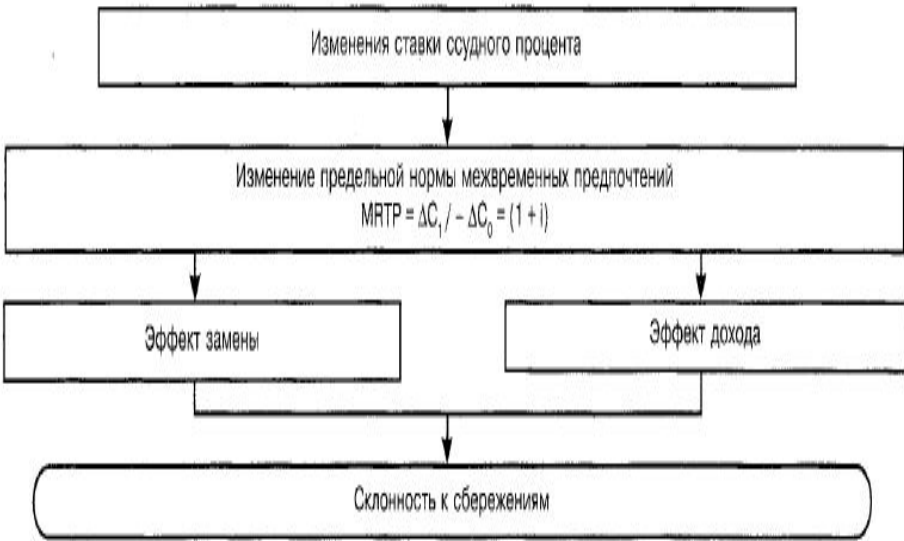 Изменения ставки ссудного процента
Изменение предельной нормы межвременных предпочтений
MRTP = ΔC₁ / – ΔC₀ = (1 + i)
Эффект замены
Эффект дохода
Склонность к сбережениям